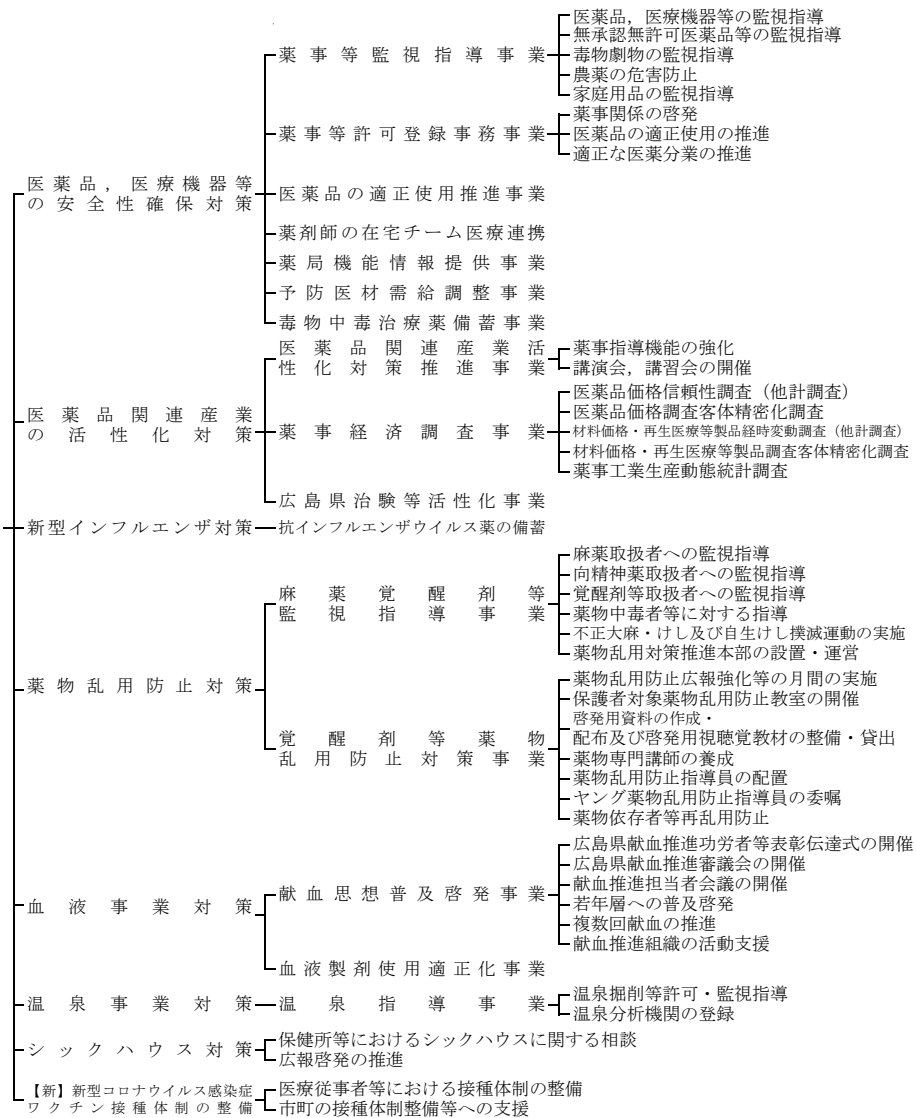 医薬品，医療機器等
の安全性確保対策
薬事等監視指導事業
医薬品，医療機器等の監視指導
無承認無許可医薬品等の監視指導
毒物劇物の監視指導
農薬の危害防止
家庭用品の監視指導
薬事等許可登録事務事業
薬事関係の啓発
医薬品の適正使用の推進
適正な医薬分業の推進
医薬品の適正使用推進事業
薬剤師の在宅チーム医療連携
薬局機能情報提供事業
予防医材需給調整事業
毒物中毒治療薬備蓄事業
医薬品関連産業
の活性化対策
医薬品関連産業活
性化対策推進事業
薬事指導機能の強化
講演会，講習会の開催
薬事経済調査事業
医薬品価格信頼性調査（他計調査）
医薬品価格調査客体精密化調査
材料価格・再生医療等製品経時変動調査（他計調査）
材料価格・再生医療等製品調査客体精密化調査
薬事工業生産動態統計調査
広島県治験等活性化事業
新型インフルエンザ対策
抗インフルエンザウイルス薬の備蓄
薬物乱用防止対策
麻薬覚醒剤等
監視指導事業
麻薬取扱者への監視指導
向精神薬取扱者への監視指導
覚醒剤等取扱者への監視指導
薬物中毒者等に対する指導
不正大麻・けし及び自生けし撲滅運動の実施
薬物乱用対策推進本部の設置・運営
覚醒剤等薬物
乱用防止対策事業
薬物乱用防止広報強化等の月間の実施
保護者対象薬物乱用防止教室の開催
啓発用資料の作成・
配布及び啓発用視聴覚教材の整備・貸出
薬物専門講師の養成
薬物乱用防止指導員の配置
ヤング薬物乱用防止指導員の委嘱
薬物依存者等再乱用防止
血液事業対策
献血思想普及啓発事業
広島県献血推進功労者等表彰伝達式の開催
広島県献血推進審議会の開催
献血推進担当者会議の開催
若年層への普及啓発
複数回献血の推進
献血推進組織の活動支援
血液製剤使用適正化事業
温泉事業対策
温泉指導事業
温泉掘削等許可・監視指導
温泉分析機関の登録
シックハウス対策
保健所等におけるシックハウスに関する相談
広報啓発の推進
【新】新型コロナウイルス感染症
ワクチン接種体制の整備
医療従事者等における接種体制の整備
市町の接種体制整備等への支援